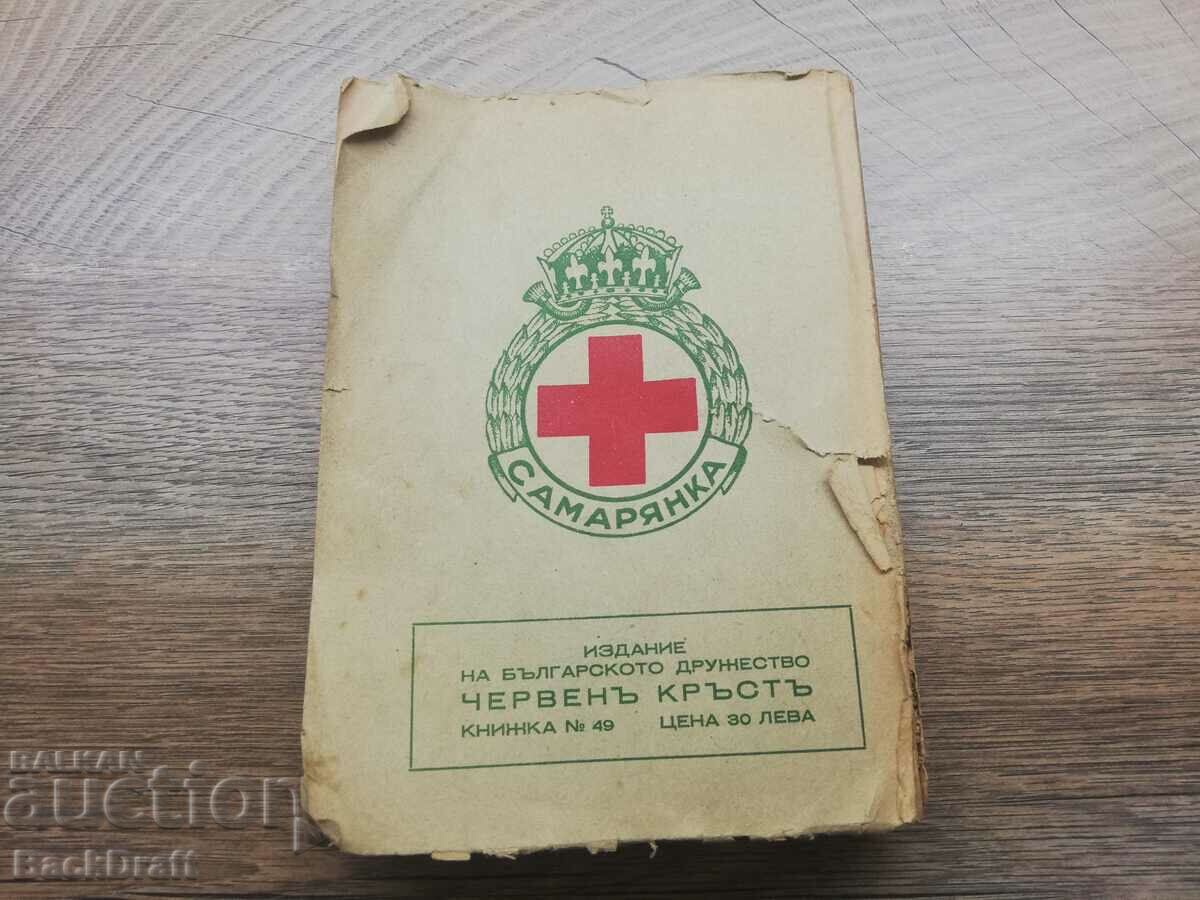 САМАРЯНКА
ИЗДАНИЕ
НА БЪЛГАРСКОТО ДРУЖЕСТВО
ЧЕРВЕНЪ КРЪСТЪ
КНИЖКА № 49 ЦЕНА 30 ЛЕВА
BALKAN
auction
BackDraft